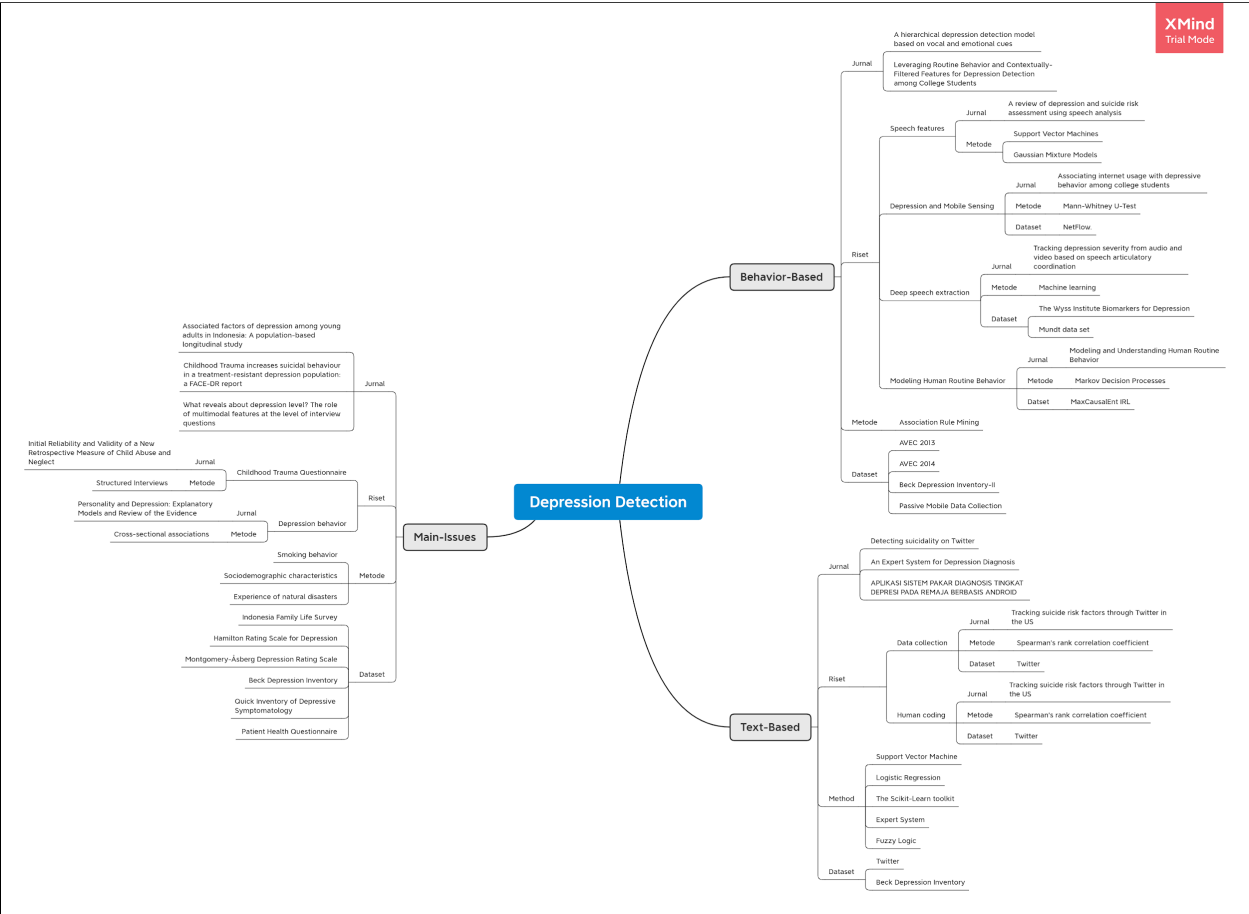 XMind
Trial Mode
Depression Detection
Behavior-Based
Jurnal
A hierarchical depression detection model
based on vocal and emotional cues
Leveraging Routine Behavior and Contextually-
Filtered Features for Depression Detection
among College Students
Riset
Speech features
Jurnal
A review of depression and suicide risk
assessment using speech analysis
Metode
Support Vector Machines
Gaussian Mixture Models
Depression and Mobile Sensing
Jurnal
Associating internet usage with depressive
behavior among college students
Metode
Mann-Whitney U-Test
Dataset
NetFlow.
Deep speech extraction
Jurnal
Tracking depression severity from audio and
video based on speech articulatory
coordination
Metode
Machine learning
Dataset
The Wyss Institute Biomarkers for Depression
Mundt data set
Modeling Human Routine Behavior
Jurnal
Modeling and Understanding Human Routine
Behavior
Metode
Markov Decision Processes
Datset
MaxCausalEnt IRL
Metode
Association Rule Mining
Dataset
AVEC 2013
AVEC 2014
Beck Depression Inventory-II
Passive Mobile Data Collection
Text-Based
Jurnal
Detecting suicidality on Twitter
An Expert System for Depression Diagnosis
APLIKASI SISTEM PAKAR DIAGNOSIS TINGKAT
DEPRESI PADA REMAJA BERBASIS ANDROID
Riset
Data collection
Jurnal
Tracking suicide risk factors through Twitter in
the US
Metode
Spearman's rank correlation coefficient
Dataset
Twitter
Human coding
Jurnal
Tracking suicide risk factors through Twitter in
the US
Metode
Spearman's rank correlation coefficient
Dataset
Twitter
Method
Support Vector Machine
Logistic Regression
The Scikit-Learn toolkit
Expert System
Fuzzy Logic
Dataset
Twitter
Beck Depression Inventory
Main-Issues
Jurnal
Associated factors of depression among young
adults in Indonesia: A population-based
longitudinal study
Childhood Trauma increases suicidal behaviour
in a treatment-resistant depression population:
a FACE-DR report
What reveals about depression level? The role
of multimodal features at the level of interview
questions
Riset
Childhood Trauma Questionnaire
Jurnal
Initial Reliability and Validity of a New
Retrospective Measure of Child Abuse and
Neglect
Metode
Structured Interviews
Depression behavior
Jurnal
Personality and Depression: Explanatory
Models and Review of the Evidence
Metode
Cross-sectional associations
Metode
Smoking behavior
Sociodemographic characteristics
Experience of natural disasters
Dataset
Indonesia Family Life Survey
Hamilton Rating Scale for Depression
Montgomery-Åsberg Depression Rating Scale
Beck Depression Inventory
Quick Inventory of Depressive
Symptomatology
Patient Health Questionnaire